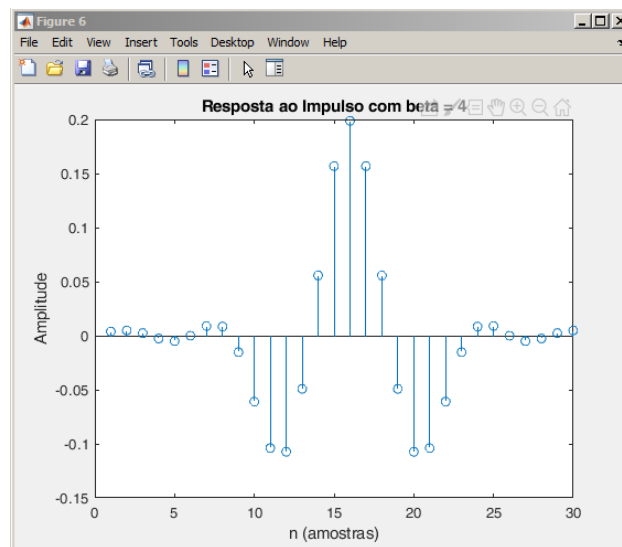 Figure 6
File Edit View Insert Tools Desktop Window Help
Resposta ao Impulso com beta = 4
0.2
0.15
0.1
0.05
0
-0.05
-0.1
-0.15
Amplitude
0 5 10 15 20 25 30
n (amostras)